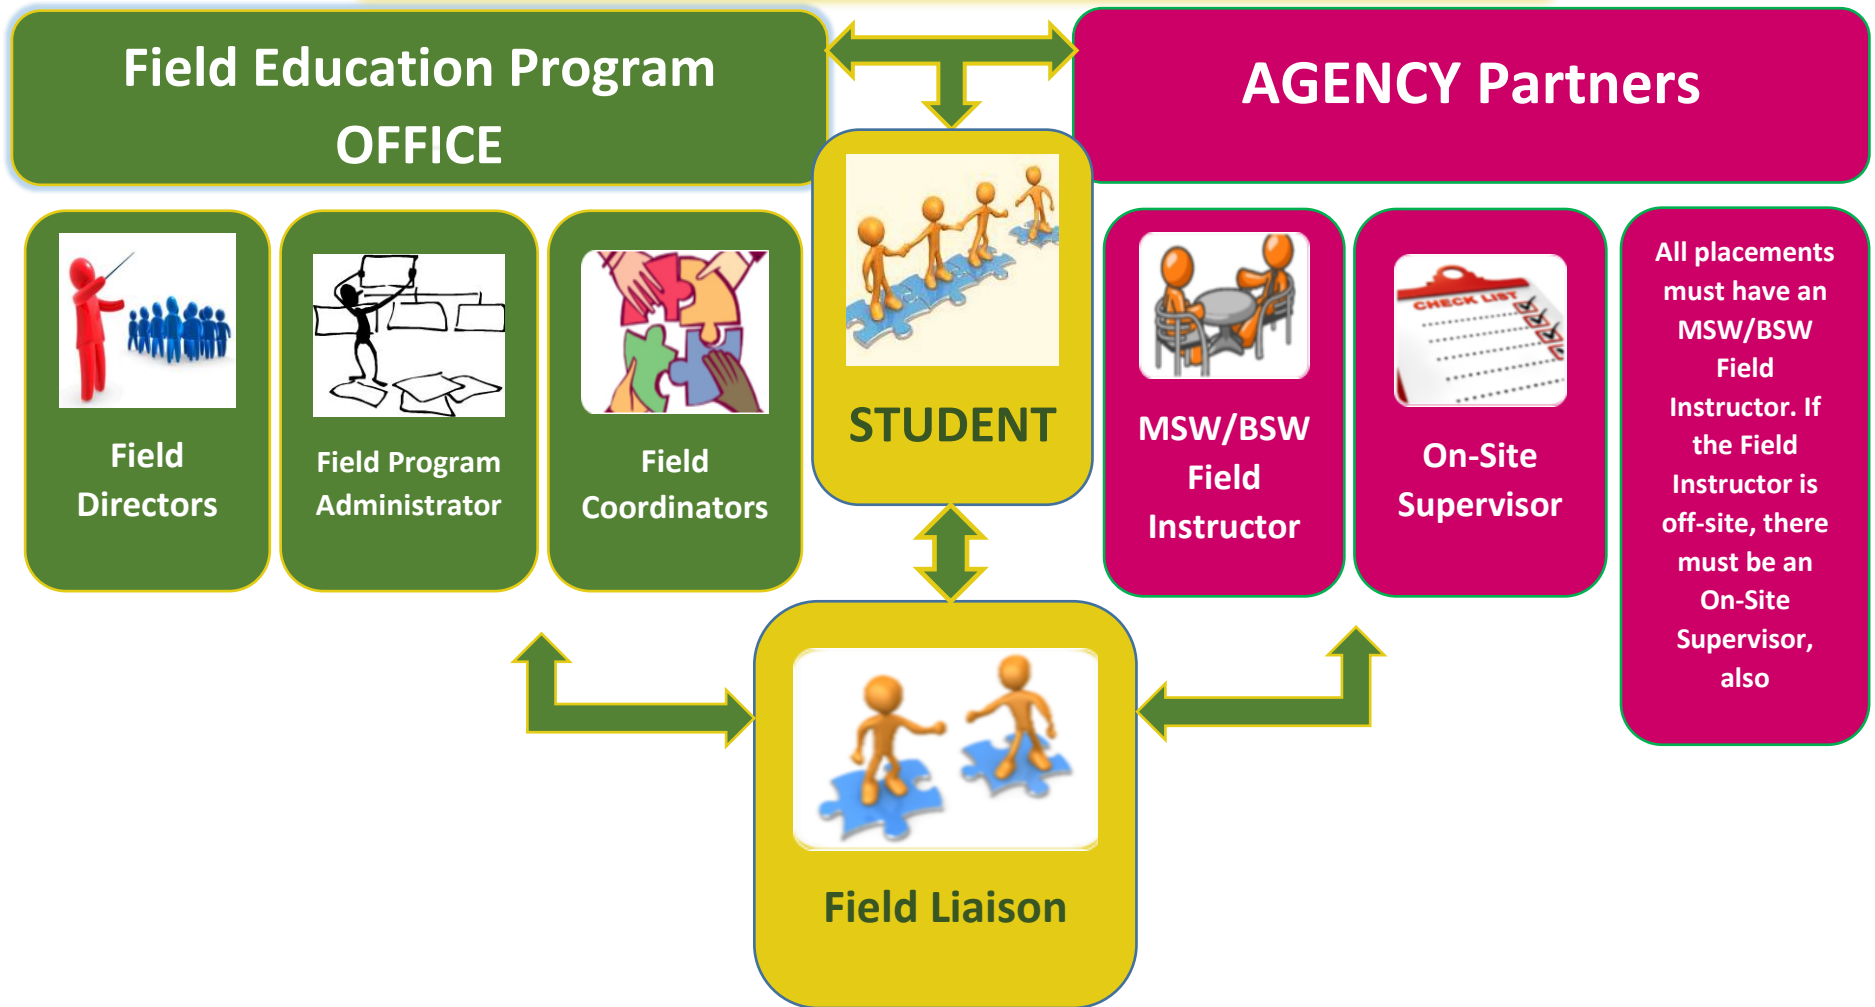 Field Education Program
OFFICE
AGENCY Partners
Field
Directors
Field Program
Administrator
Field
Coordinators
STUDENT
MSW/BSW
Field
Instructor
CHECK LIST
On-Site
Supervisor
All placements
must have an
MSW/BSW
Field
Instructor. If
the Field
Instructor is
off-site, there
must be an
On-Site
Supervisor,
also
Field Liaison